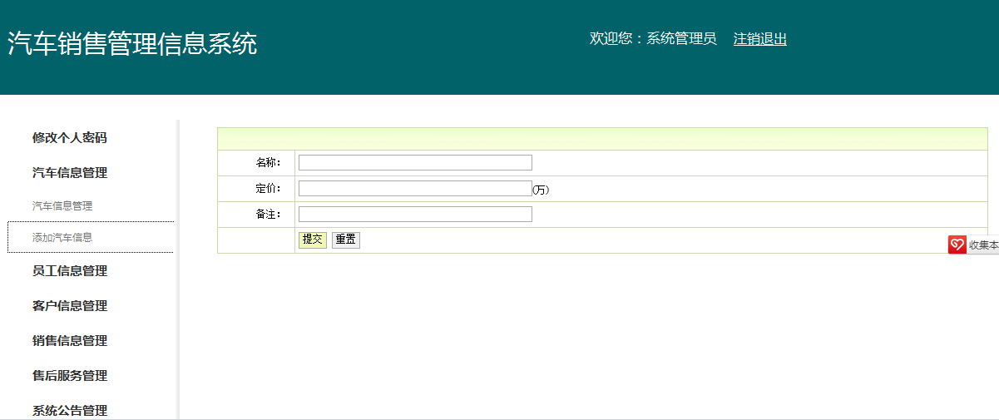 汽车销售管理信息系统
欢迎您：系统管理员 注销退出
修改个人密码
汽车信息管理
汽车信息管理
添加汽车信息
员工信息管理
客户信息管理
销售信息管理
售后服务管理
系统公告管理
名称：
定价： (万)
备注：
提交 重置
收集本